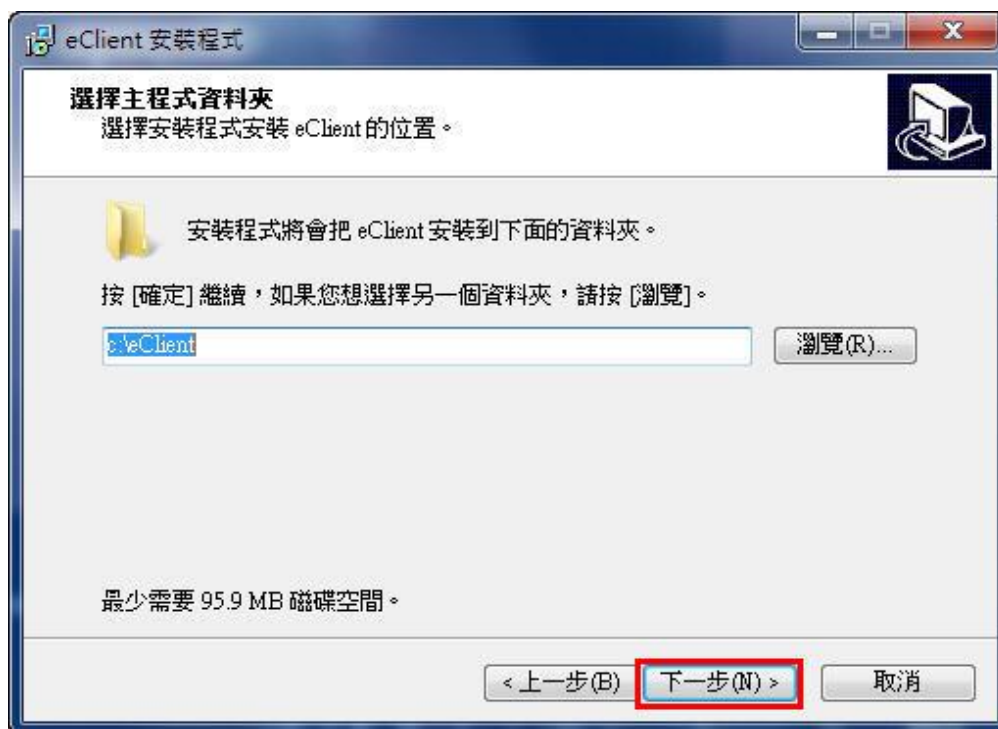 eClient 安裝程式
選擇主程式資料夾
選擇安裝程式安裝 eClient 的位置。
安裝程式將會把 eClient 安裝到下面的資料夾。
按 [確定] 繼續，如果您想選擇另一個資料夾，請按 [瀏覽]。
c:\eClient
瀏覽(R)...
最少需要 95.9 MB 磁碟空間。
< 上一步(B)
下一步(N) >
取消